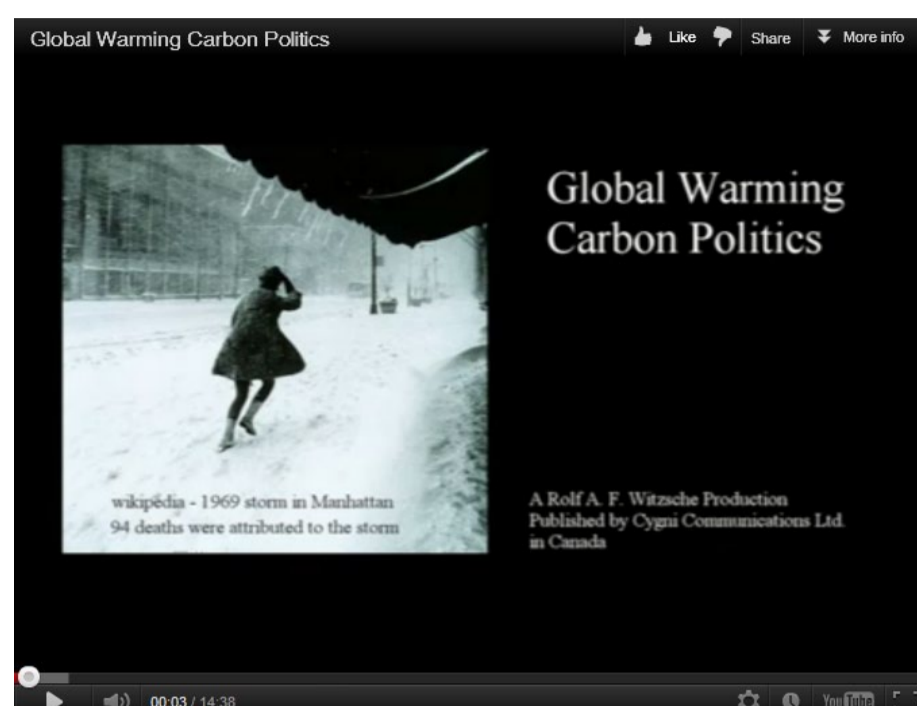 Global Warming Carbon Politics
Like
Share
More info
Global Warming
Carbon Politics
wikipedia - 1969 storm in Manhattan
94 deaths were attributed to the storm
A Rolf A. F. Witzsche Production
Published by Cygni Communications Ltd.
in Canada
00:03 / 14:38
YouTube